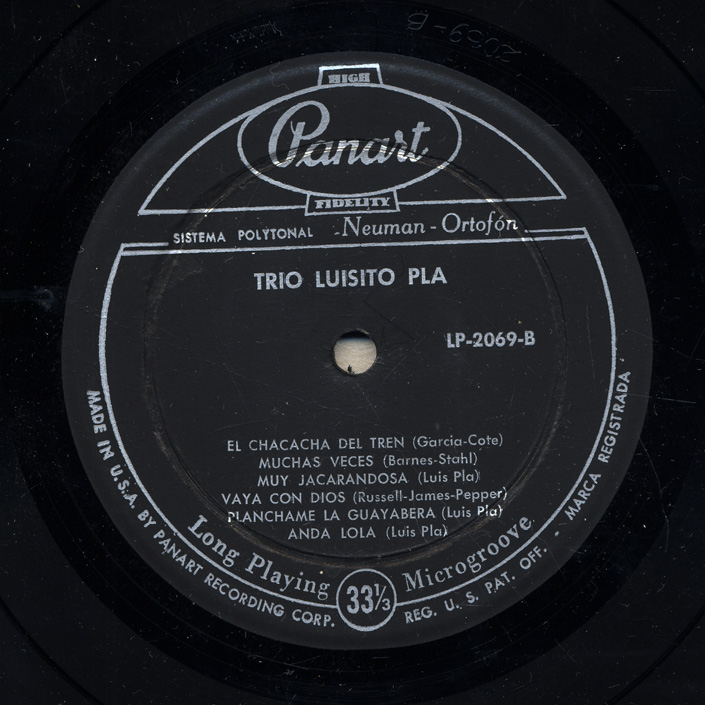 2069-B
HIGH
Panart
FIDELITY
SISTEMA POLYTONAL Neuman - Ortofón
TRIO LUISITO PLA
LP-2069-B
EL CHACACHA DEL TREN (Garcia-Cote)
MUCHAS VECES (Barnes-Stahl)
MUY JACARANDOSA (Luis Pla)
VAYA CON DIOS (Russell-James-Pepper)
PLANCHAME LA GUAYABERA (Luis Pla)
ANDA LOLA (Luis Pla)
Long Playing 33⅓ Microgroove
MADE IN U.S.A. BY PANART RECORDING CORP. REG. U. S. PAT. OFF. - MARCA REGISTRADA